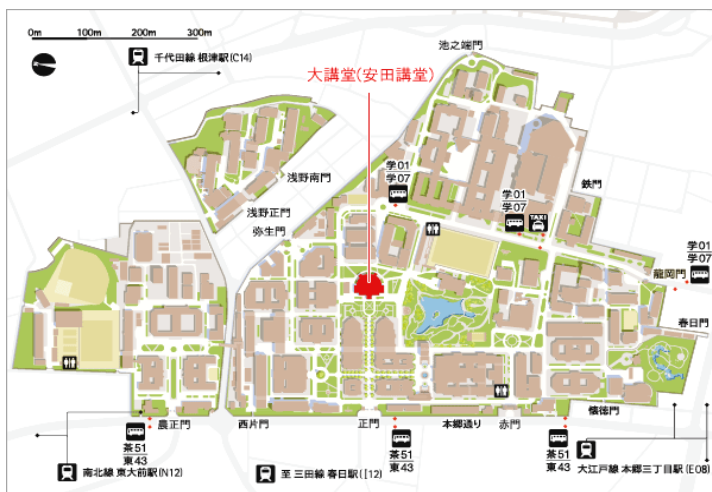 0m 100m 200m 300m
千代田線 根津駅(C14)
池之端門
大講堂(安田講堂)
浅野南門
学01
学07
学01
学07
TAXI
鉄門
浅野正門
弥生門
学01
学07
龍岡門
春日門
農正門
西片門
正門
本郷通り
赤門
懐徳門
茶51
東43
茶51
東43
茶51
東43
南北線 東大前駅(N12)
至 三田線 春日駅(I12)
大江戸線 本郷三丁目駅(E08)